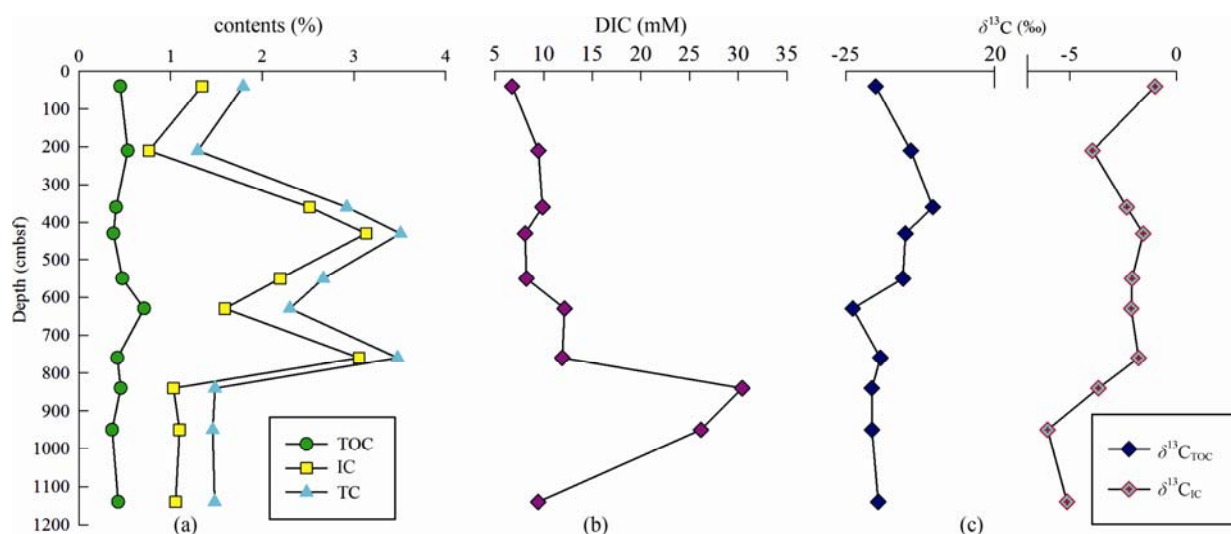 contents (%)
0 1 2 3 4
DIC (mM)
5 10 15 20 25 30 35
δ¹³C (‰)
-25 20
-5 0
Depth (cmbsf)
0
100
200
300
400
500
600
700
800
900
1000
1100
1200
TOC
IC
TC
δ¹³C_TOC
δ¹³C_IC
(a)
(b)
(c)